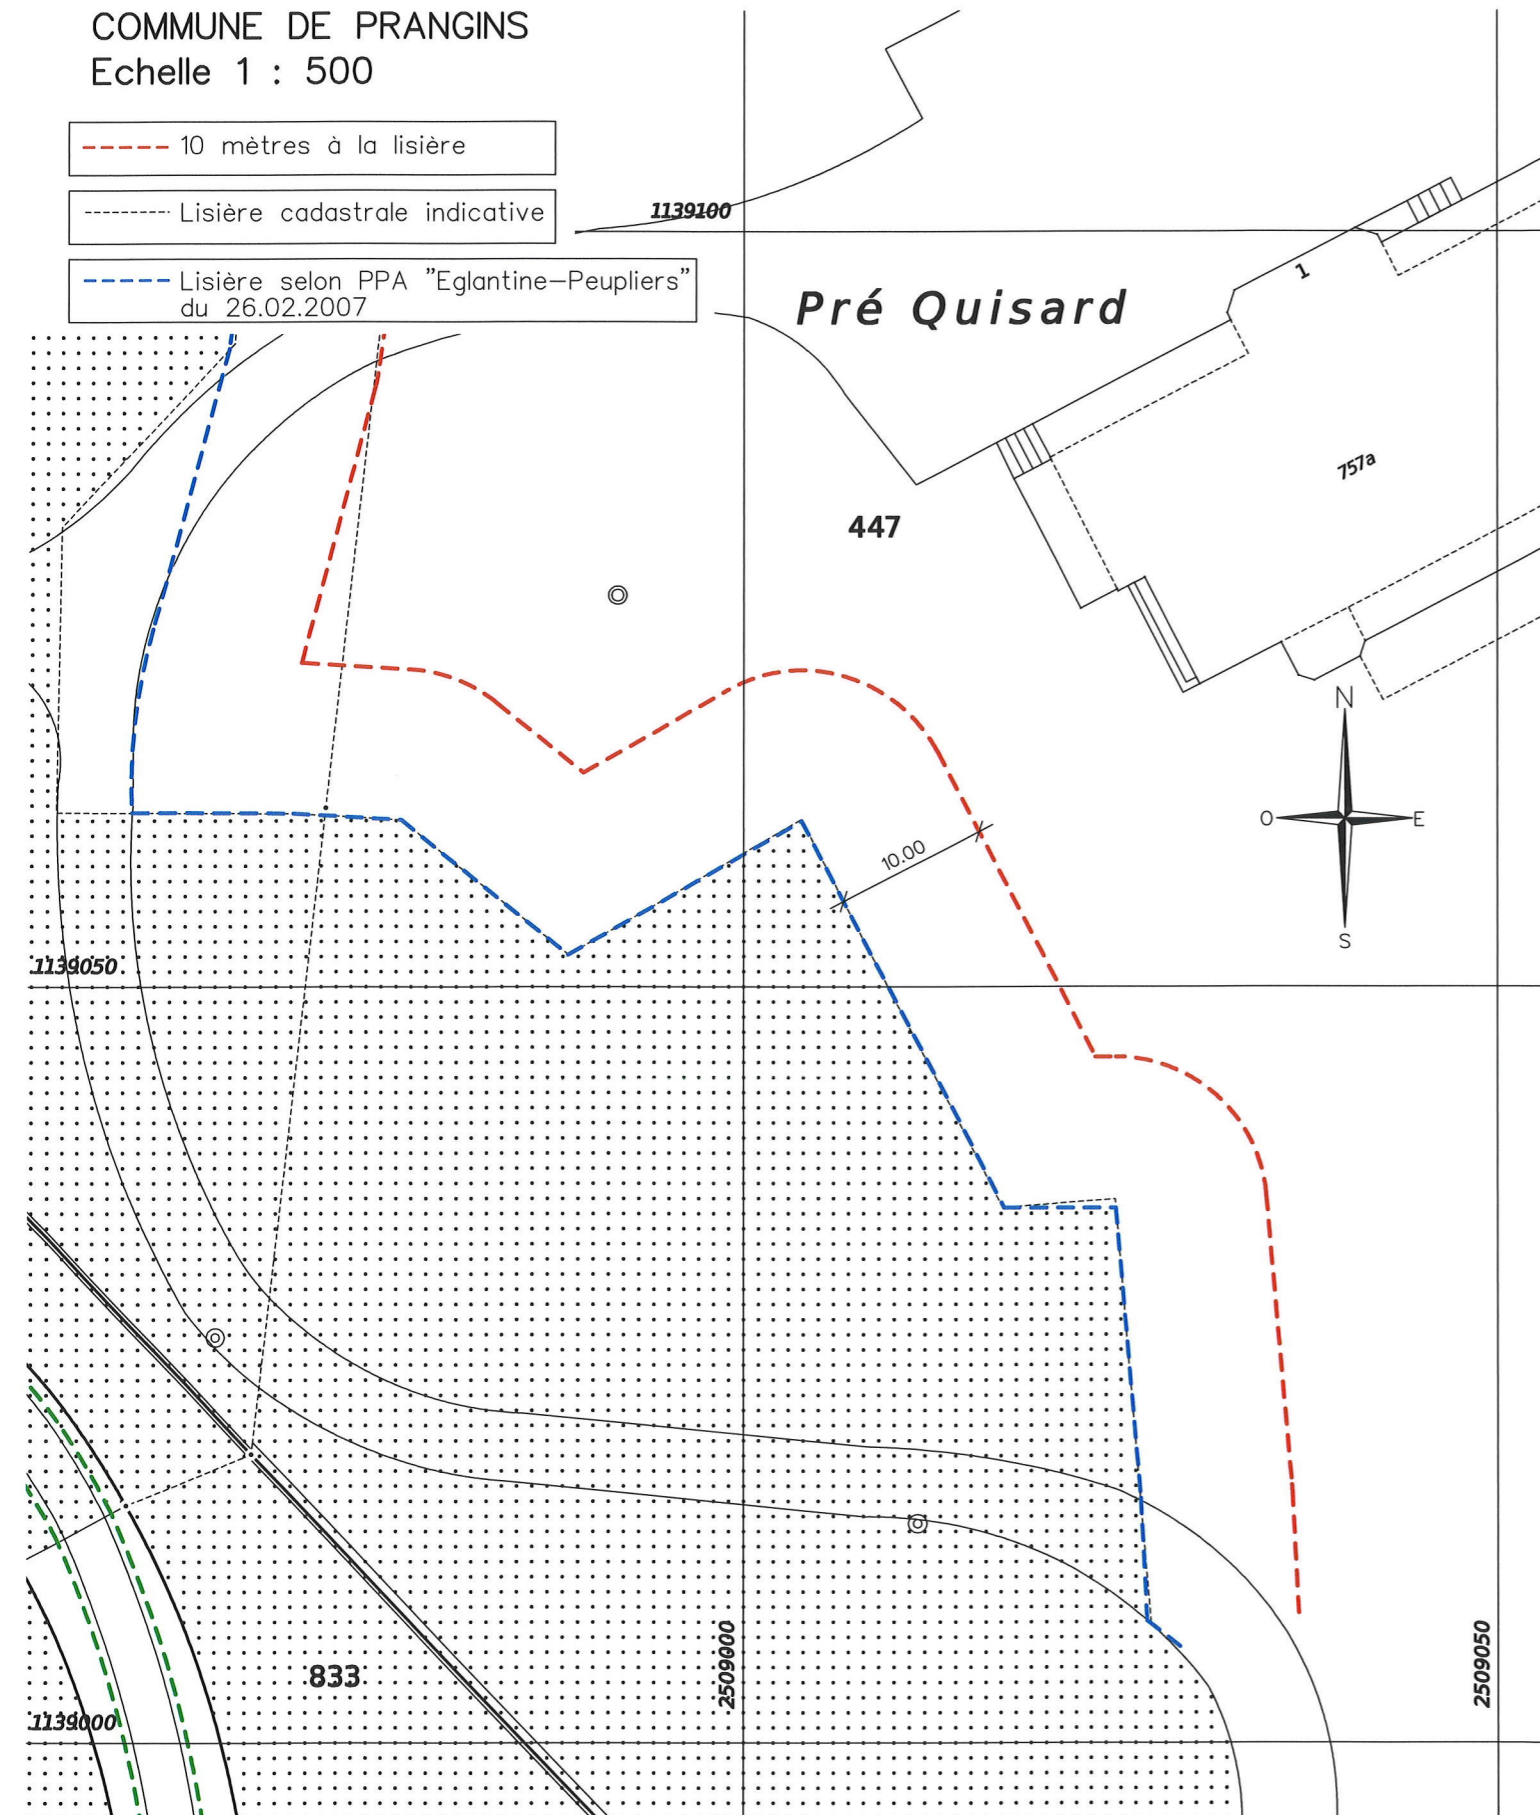 COMMUNE DE PRANGINS
Echelle 1 : 500
10 mètres à la lisière
Lisière cadastrale indicative
Lisière selon PPA "Eglantine-Peupliers"
du 26.02.2007
1139100
1
Pré Quisard
757a
447
N
O
E
S
10.00
1139050
2509000
2509050
833
1139000